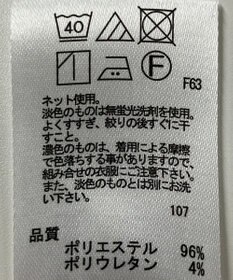 40
F
F63
ネット使用。
淡色のものは無蛍光洗剤を使用。
よくすすぎ、絞りの後すぐに干
すこと。
濃色のものは、着用による摩擦
で色落ちする事がありますので、
組み合せの衣服にご注意下さい。
また、淡色のものとは別にお洗
い下さい。
107
品質
ポリエステル 96%
ポリウレタン 4%